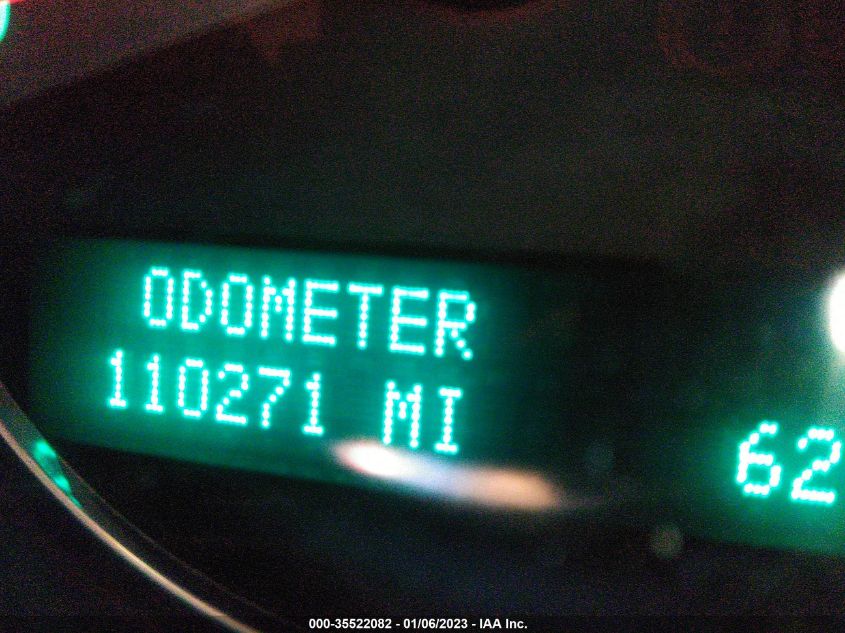 ODOMETER
110271 MI
62
000-35522082 - 01/06/2023 - IAA Inc.